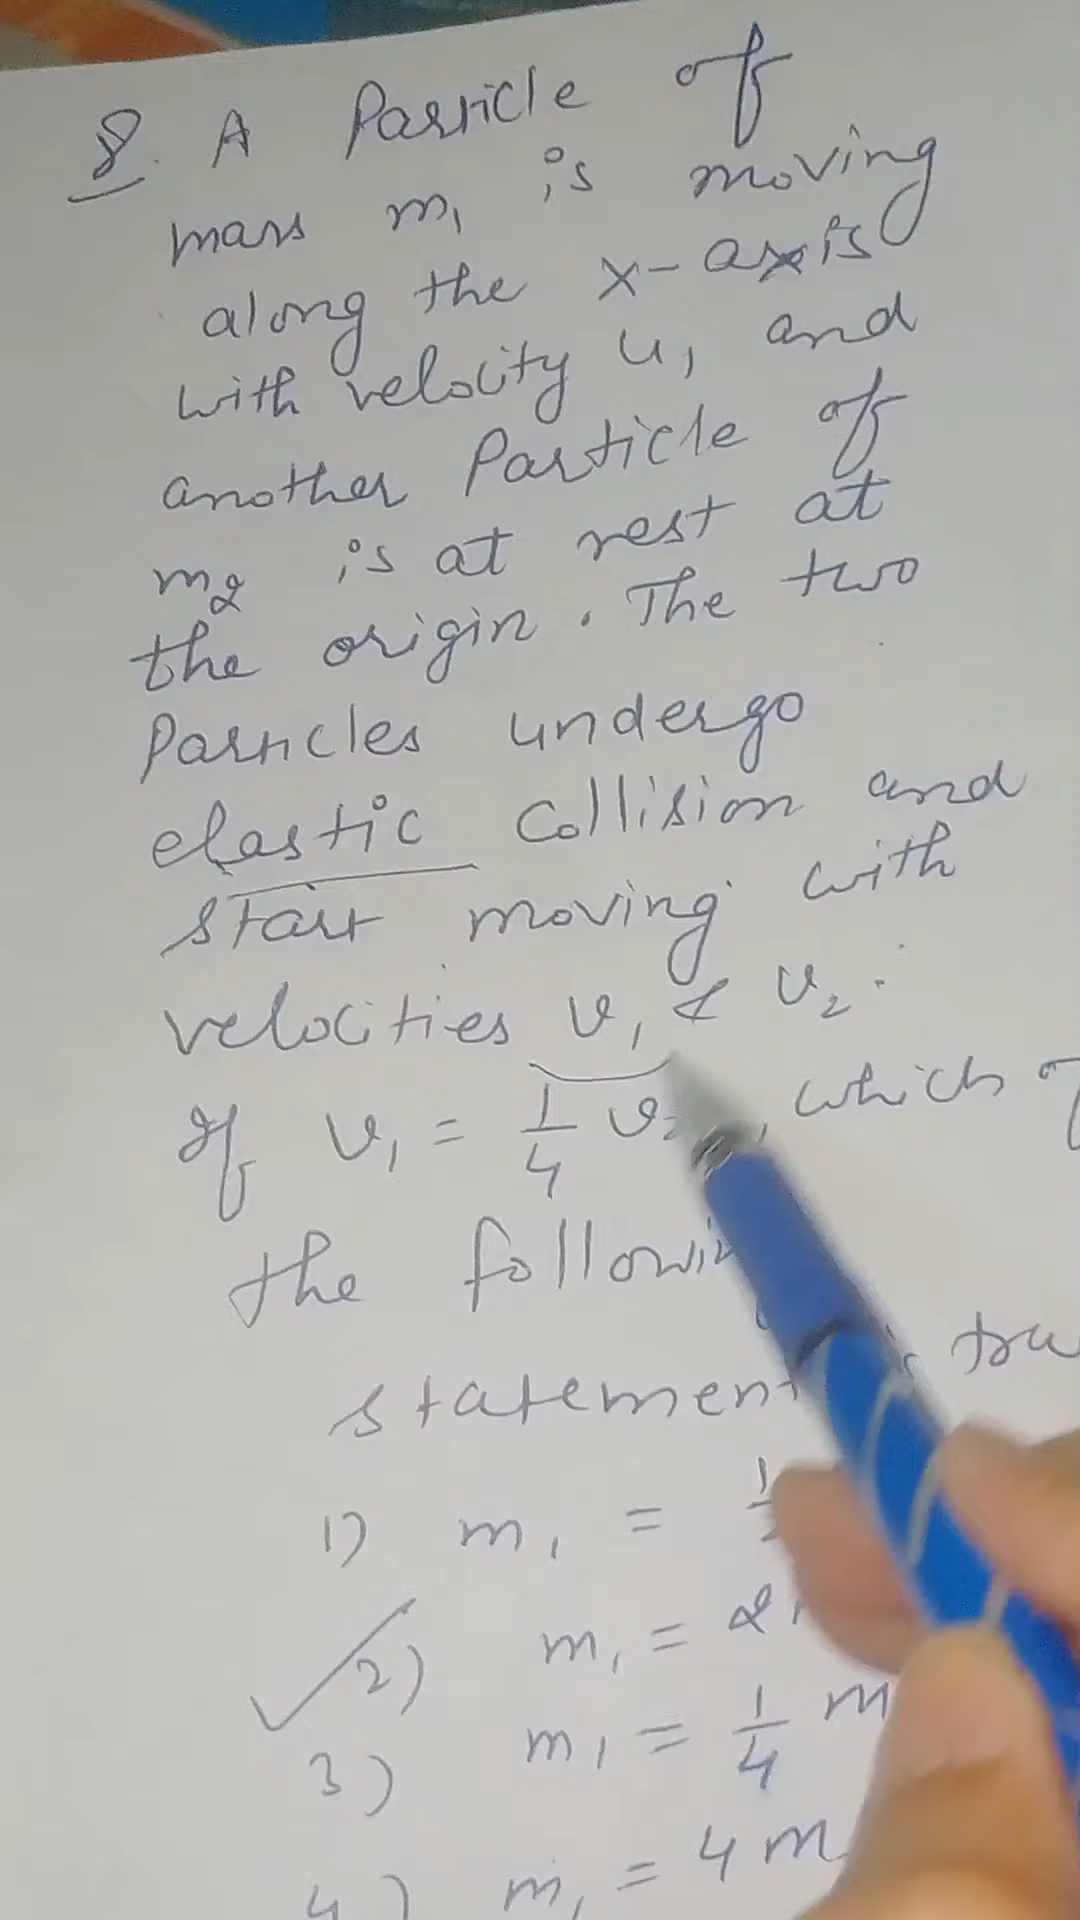 8. A Particle of
mass m₁ is moving
along the x-axis
with velocity u₁ and
another Particle of
m₂ is at rest at
the origin. The two
Particles undergo
elastic Collision and
start moving with
velocities v₁ & v₂.
If v₁ = 1/4 v₂, which
the
statement
1) m₁ =
2) m₁ = 2
3) m₁ = 1/4 m
4) m₁ = 4 m